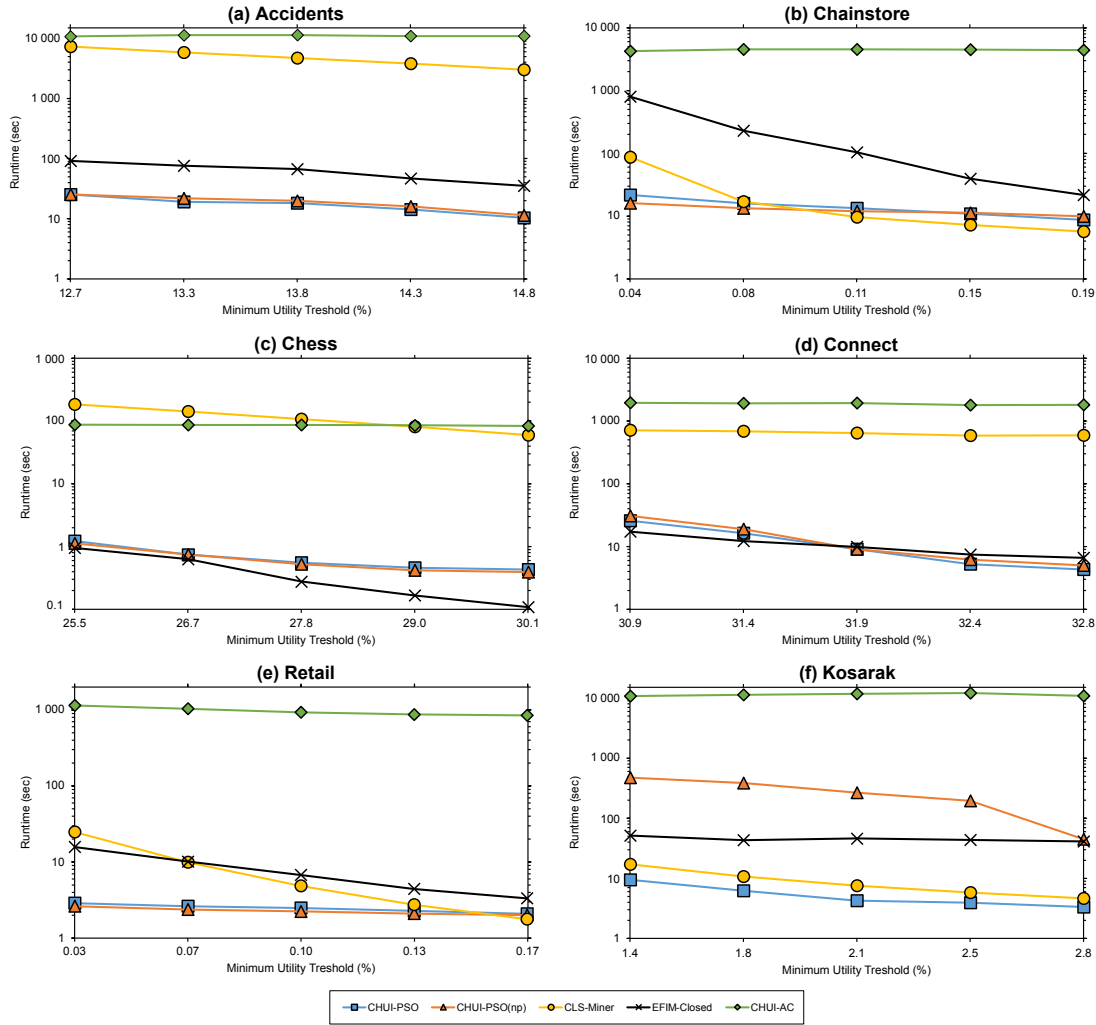 (a) Accidents
Runtime (sec)
10 000
1 000
100
10
1
12.7 13.3 13.8 14.3 14.8
Minimum Utility Treshold (%)
(b) Chainstore
Runtime (sec)
10 000
1 000
100
10
1
0.04 0.08 0.11 0.15 0.19
Minimum Utility Treshold (%)
(c) Chess
Runtime (sec)
1 000
100
10
1
0.1
25.5 26.7 27.8 29.0 30.1
Minimum Utility Treshold (%)
(d) Connect
Runtime (sec)
10 000
1 000
100
10
1
30.9 31.4 31.9 32.4 32.8
Minimum Utility Treshold (%)
(e) Retail
Runtime (sec)
1 000
100
10
1
0.03 0.07 0.10 0.13 0.17
Minimum Utility Treshold (%)
(f) Kosarak
Runtime (sec)
10 000
1 000
100
10
1
1.4 1.8 2.1 2.5 2.8
Minimum Utility Treshold (%)
CHUI-PSO CHUI-PSO(np) CLS-Miner EFIM-Closed CHUI-AC